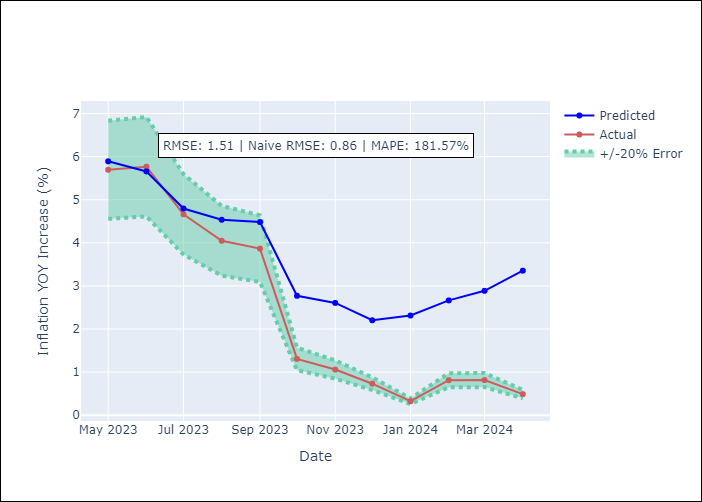 Predicted
Actual
+/-20% Error
RMSE: 1.51 | Naive RMSE: 0.86 | MAPE: 181.57%
Inflation YOY Increase (%)
7
6
5
4
3
2
1
0
May 2023 Jul 2023 Sep 2023 Nov 2023 Jan 2024 Mar 2024
Date